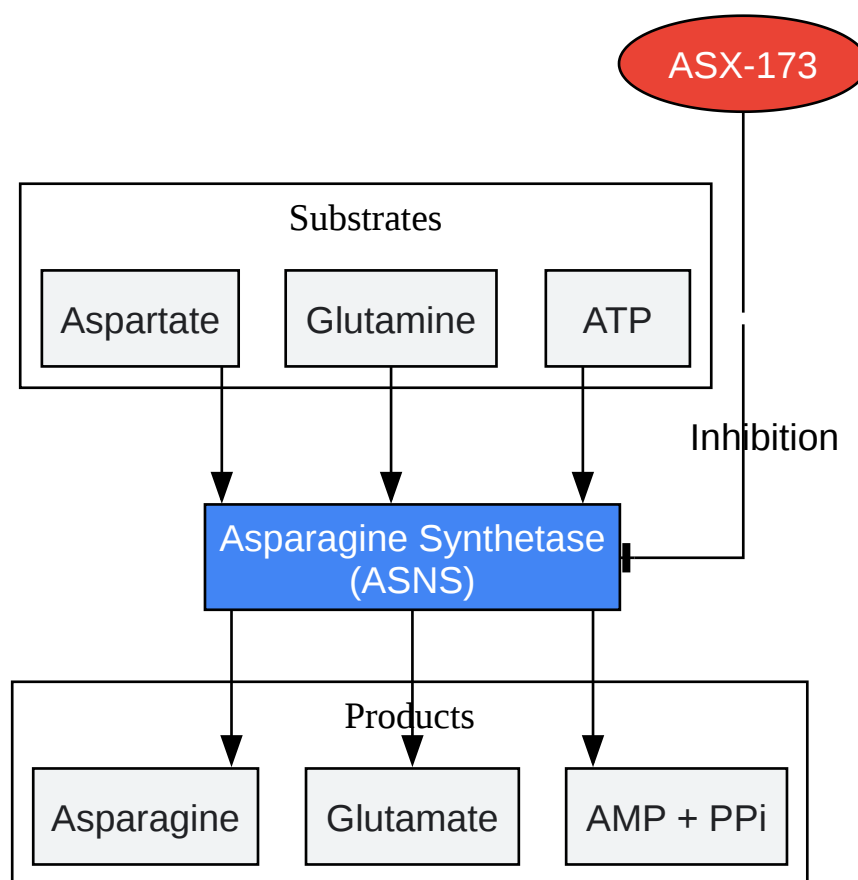 ASX-173
Substrates
Aspartate
Glutamine
ATP
Inhibition
Asparagine Synthetase
(ASNS)
Products
Asparagine
Glutamate
AMP + PPi